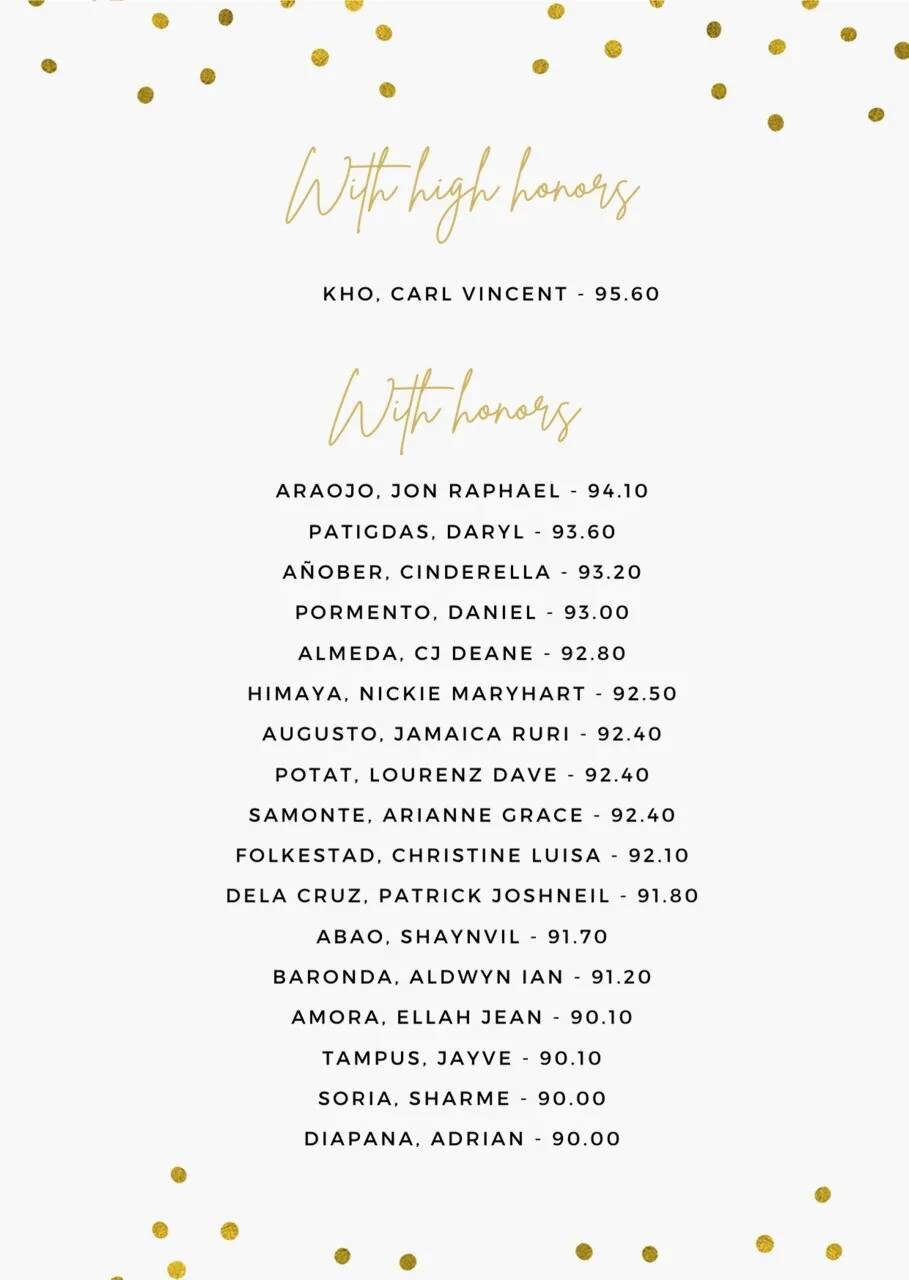 With high honors
KHO, CARL VINCENT - 95.60
With honors
ARAOJO, JON RAPHAEL - 94.10
PATIGDAS, DARYL - 93.60
AÑOBER, CINDERELLA - 93.20
PORMENTO, DANIEL - 93.00
ALMEDA, CJ DEANE - 92.80
HIMAYA, NICKIE MARYHART - 92.50
AUGUSTO, JAMAICA RURI - 92.40
POTAT, LOURENZ DAVE - 92.40
SAMONTE, ARIANNE GRACE - 92.40
FOLKESTAD, CHRISTINE LUISA - 92.10
DELA CRUZ, PATRICK JOSHNEIL - 91.80
ABAO, SHAYNVIL - 91.70
BARONDA, ALDWYN IAN - 91.20
AMORA, ELLAH JEAN - 90.10
TAMPUS, JAYVE - 90.10
SORIA, SHARME - 90.00
DIAPANA, ADRIAN - 90.00